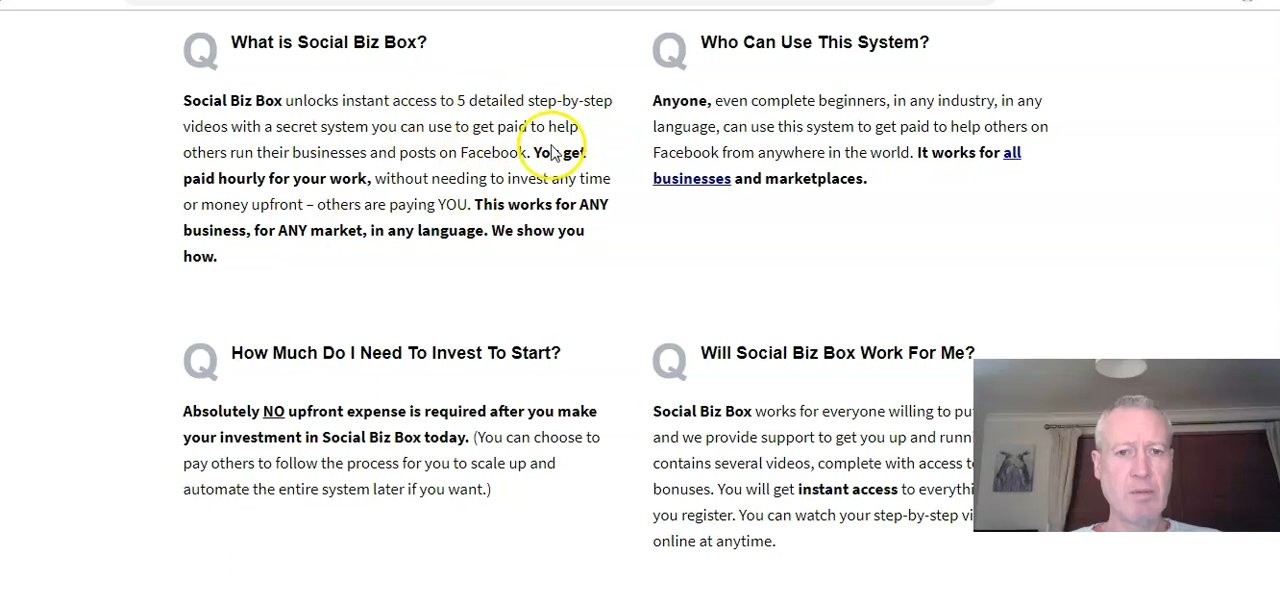 Q What is Social Biz Box?
Social Biz Box unlocks instant access to 5 detailed step-by-step
videos with a secret system you can use to get paid to help
others run their businesses and posts on Facebook. You get
paid hourly for your work, without needing to invest any time
or money upfront – others are paying YOU. This works for ANY
business, for ANY market, in any language. We show you
how.
Q Who Can Use This System?
Anyone, even complete beginners, in any industry, in any
language, can use this system to get paid to help others on
Facebook from anywhere in the world. It works for all
businesses and marketplaces.
Q How Much Do I Need To Invest To Start?
Absolutely NO upfront expense is required after you make
your investment in Social Biz Box today. (You can choose to
pay others to follow the process for you to scale up and
automate the entire system later if you want.)
Q Will Social Biz Box Work For Me?
Social Biz Box works for everyone willing to
and we provide support to get you up and
contains several videos, complete with access
bonuses. You will get instant access to
you register. You can watch your step-by-step
online at anytime.